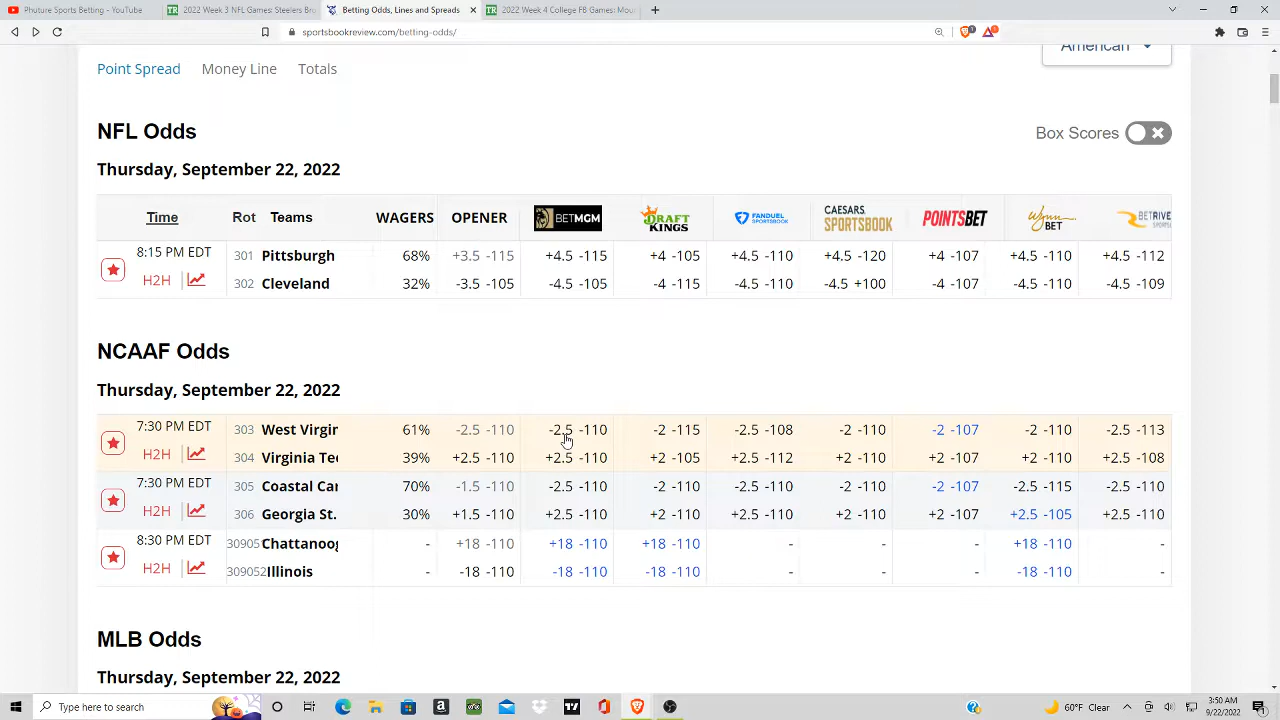 Phuture Sports Betting - YouTube
2022 Week 3 NFL Games Steelers Bro
Betting Odds, Lines and Spreads
2022 Week 4 College FB Games: Mou
sportsbookreview.com/betting-odds/
American
Point Spread Money Line Totals
NFL Odds
Box Scores
Thursday, September 22, 2022
Time Rot Teams WAGERS OPENER BETMGM DRAFT KINGS FANDUEL SPORTSBOOK CAESARS SPORTSBOOK POINTSBET WYNN BET BETRIVE SPORTS
8:15 PM EDT 301 Pittsburgh 68% +3.5 -115 +4.5 -115 +4 -105 +4.5 -110 +4.5 -120 +4 -107 +4.5 -110 +4.5 -112
H2H 302 Cleveland 32% -3.5 -105 -4.5 -105 -4 -115 -4.5 -110 -4.5 +100 -4 -107 -4.5 -110 -4.5 -109
NCAAF Odds
Thursday, September 22, 2022
7:30 PM EDT 303 West Virgir 61% -2.5 -110 -2.5 -110 -2 -115 -2.5 -108 -2 -110 -2 -107 -2 -110 -2.5 -113
H2H 304 Virginia Te 39% +2.5 -110 +2.5 -110 +2 -105 +2.5 -112 +2 -110 +2 -107 +2 -110 +2.5 -108
7:30 PM EDT 305 Coastal Car 70% -1.5 -110 -2.5 -110 -2 -110 -2.5 -110 -2 -110 -2 -107 -2.5 -115 -2.5 -110
H2H 306 Georgia St. 30% +1.5 -110 +2.5 -110 +2 -110 +2.5 -110 +2 -110 +2 -107 +2.5 -105 +2.5 -110
8:30 PM EDT 30905 Chattanoog - +18 -110 +18 -110 +18 -110 - - - +18 -110 -
H2H 309052 Illinois - -18 -110 -18 -110 -18 -110 - - - -18 -110 -
MLB Odds
Thursday, September 22, 2022
Type here to search
60°F Clear
3:50 AM
9/22/2022